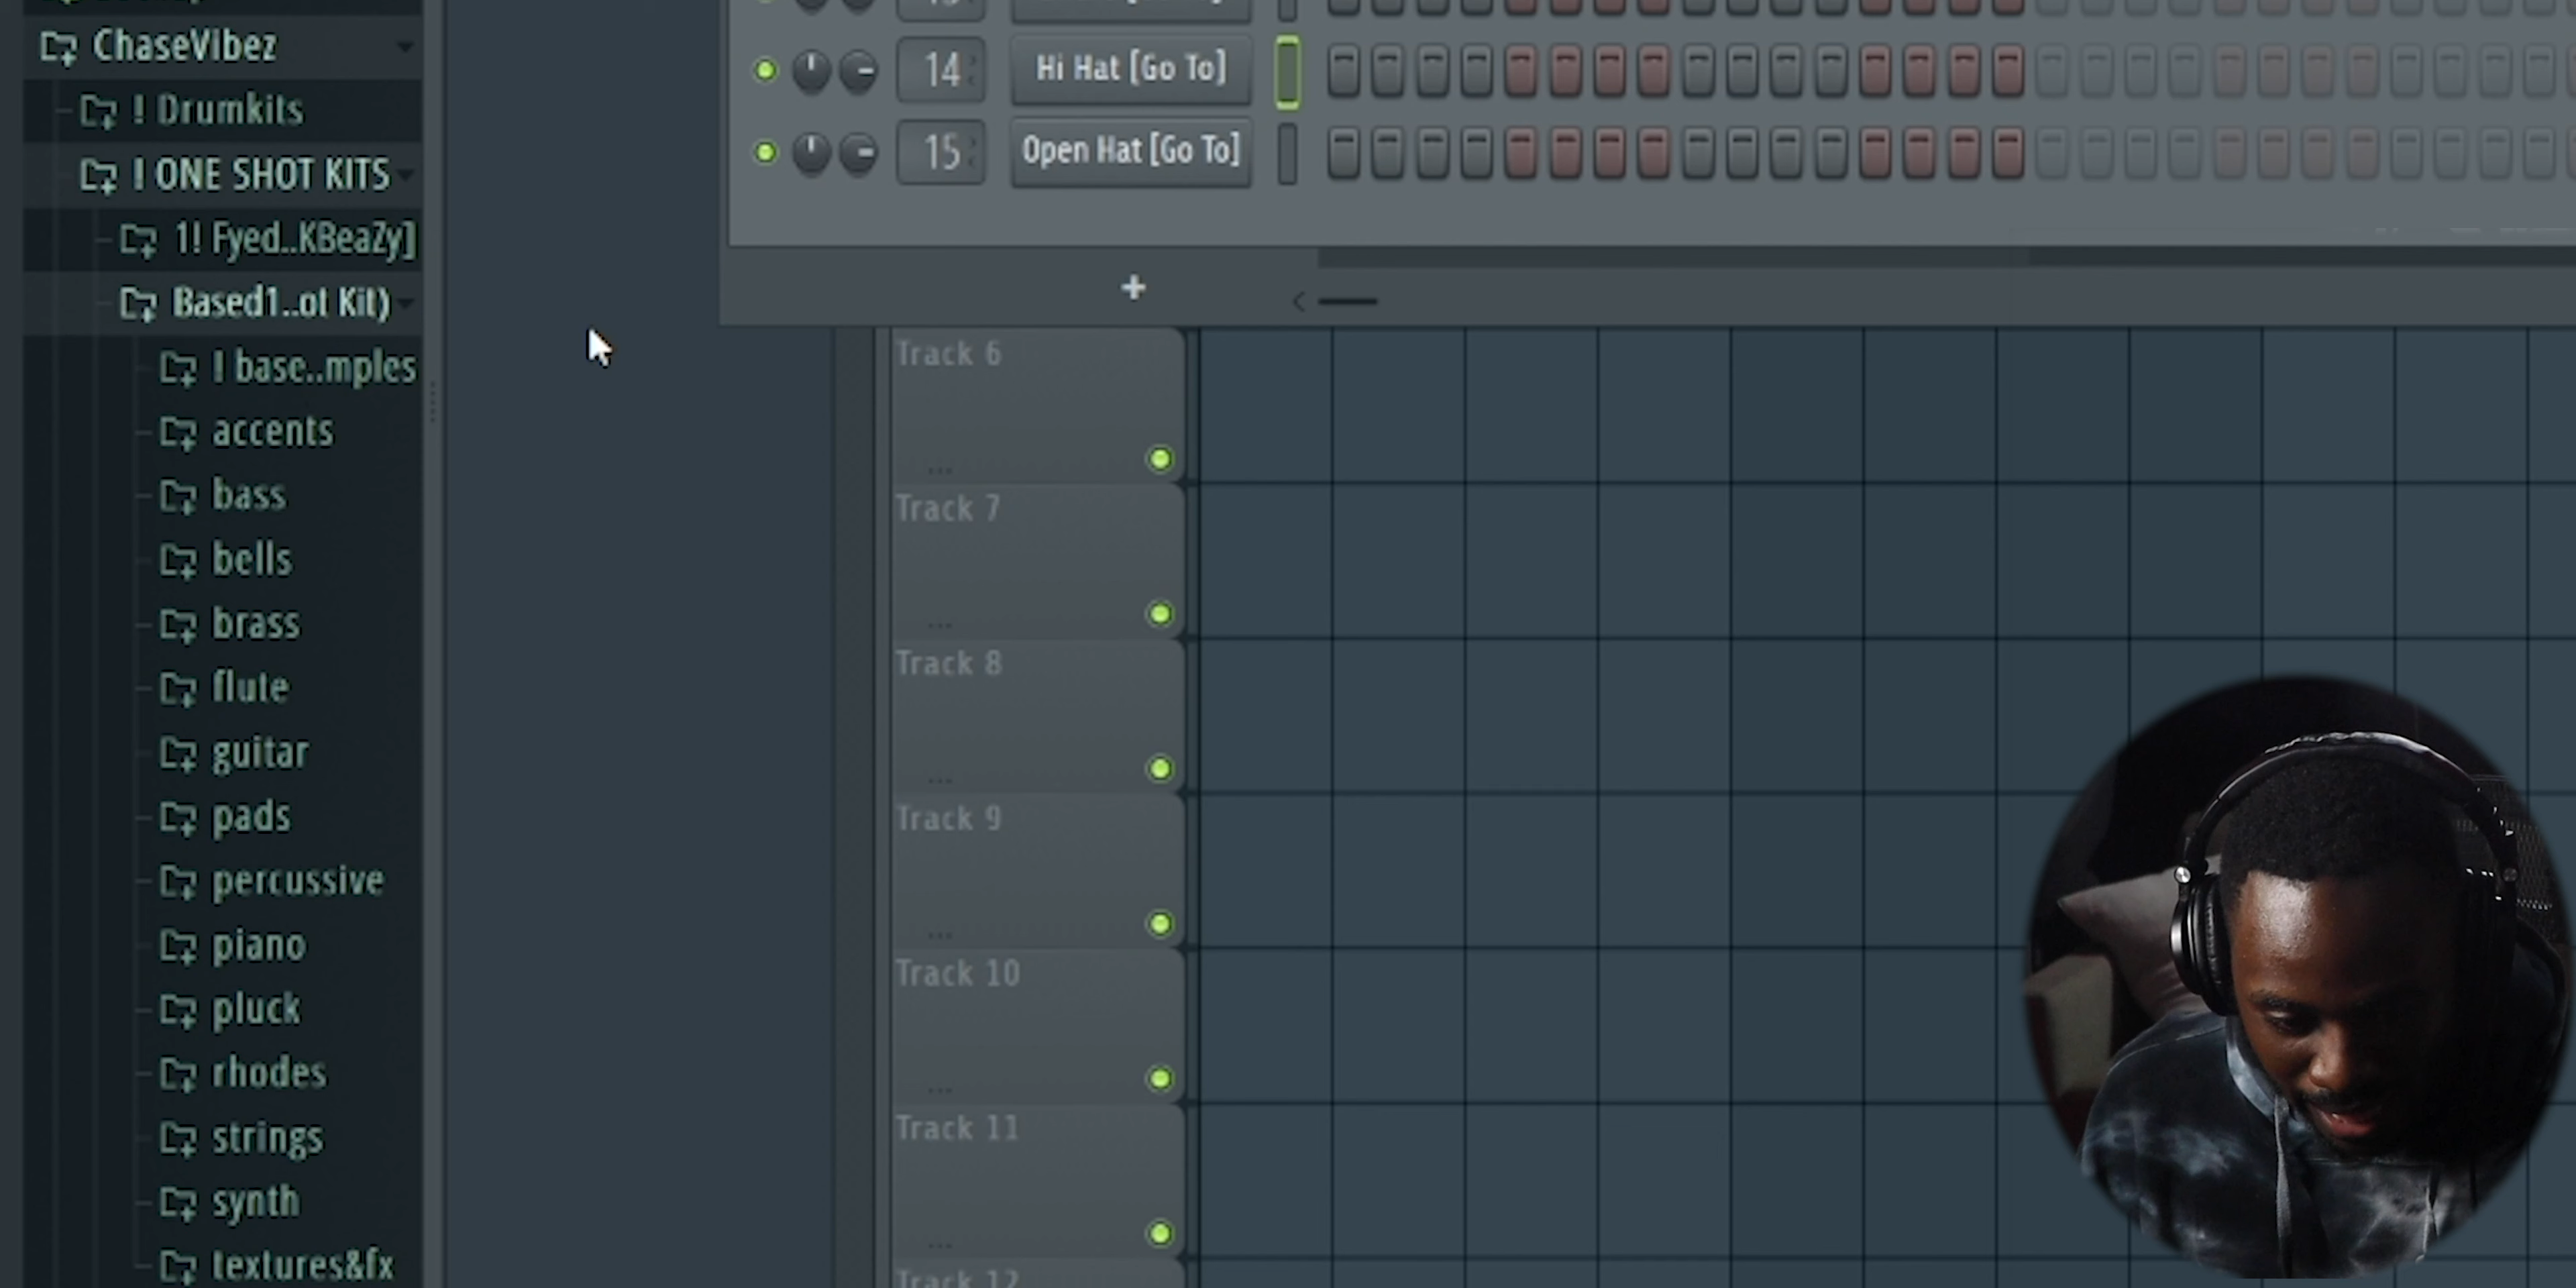 ChaseVibez
! Drumkits
! ONE SHOT KITS
1! Fyed..KBeaZy]
Based1..ot Kit)
! base..mples
accents
bass
bells
brass
flute
guitar
pads
percussive
piano
pluck
rhodes
strings
synth
textures&fx
14
Hi Hat [Go To]
15
Open Hat [Go To]
+
Track 6
...
Track 7
...
Track 8
...
Track 9
...
Track 10
...
Track 11
...
Track 12